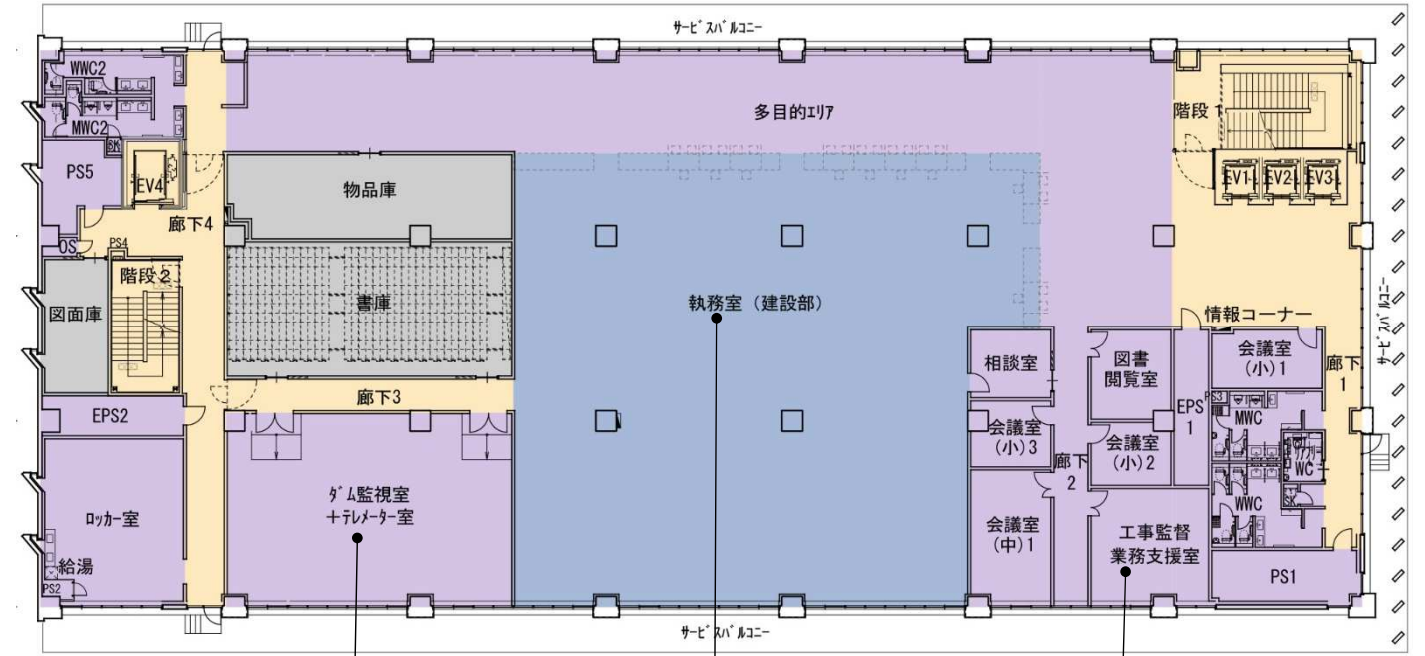 サービスバルコニー
WWC2
MWC2
SK
PS5
EV4
多目的エリア
階段1
EV1
EV2
EV3
物品庫
廊下4
OS
PS4
階段2
図面庫
書庫
執務室(建設部)
情報コーナー
サービスバルコニー
相談室
図書
閲覧室
会議室
(小)1
廊下
1
廊下3
EPS2
EPS
1
PS3
MWC
会議室
(小)3
会議室
(小)2
廊下
2
WC
ロッカー室
ダム監視室
+テレメーター室
会議室
(中)1
工事監督
業務支援室
WWC
SK
給湯
PS2
PS1
サービスバルコニー